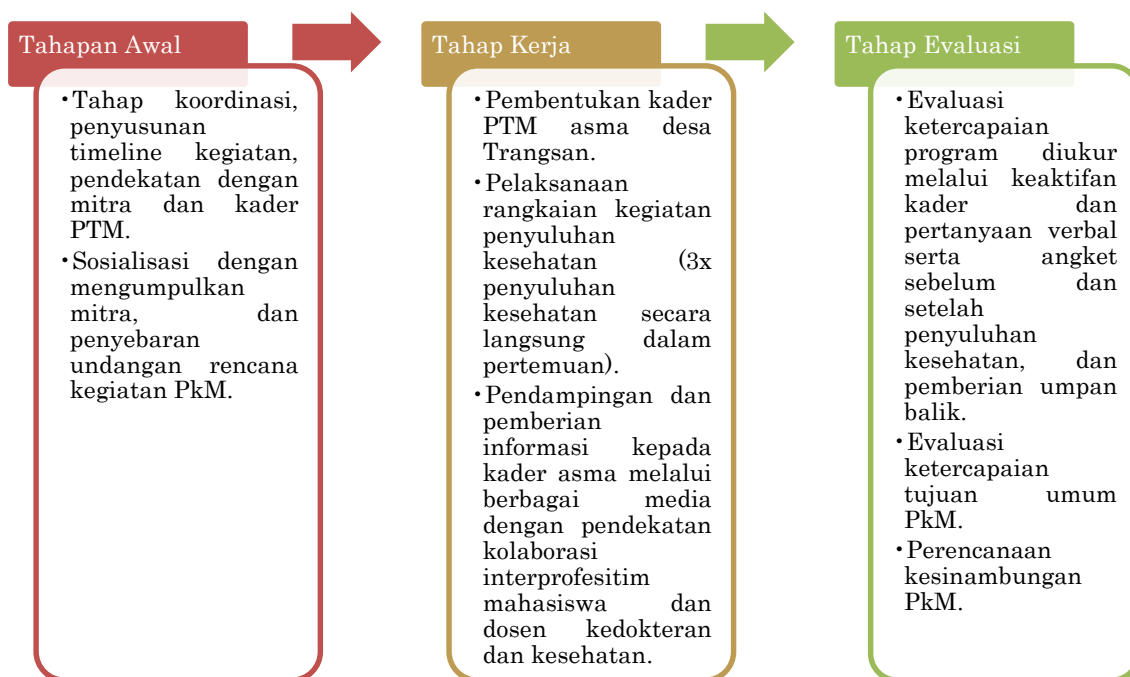 Tahapan Awal
•Tahap koordinasi,
penyusunan
timeline kegiatan,
pendekatan dengan
mitra dan kader
PTM.
•Sosialisasi dengan
mengumpulkan
mitra, dan
penyebaran
undangan rencana
kegiatan PkM.
Tahap Kerja
•Pembentukan kader
PTM asma desa
Trangsan.
•Pelaksanaan
rangkaian kegiatan
penyuluhan
kesehatan (3x
penyuluhan
kesehatan secara
langsung dalam
pertemuan).
•Pendampingan dan
pemberian
informasi kepada
kader asma melalui
berbagai media
dengan pendekatan
kolaborasi
interprofesitim
mahasiswa dan
dosen kedokteran
dan kesehatan.
Tahap Evaluasi
•Evaluasi
ketercapaian
program diukur
melalui keaktifan
kader dan
pertanyaan verbal
serta angket
sebelum dan
setelah
penyuluhan
kesehatan, dan
pemberian umpan
balik.
•Evaluasi
ketercapaian
tujuan umum
PkM.
•Perencanaan
kesinambungan
PkM.